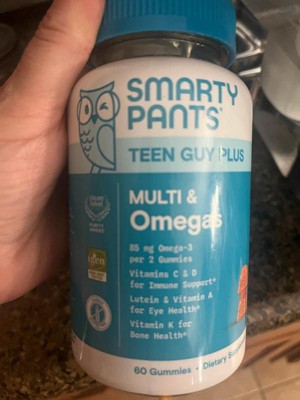 SMARTY
PANTS
TEEN GUY PLUS
MULTI &
Omegas
85 mg Omega-3
per 2 Gummies
Vitamins C & D
for Immune Support*
Lutein & Vitamin A
for Eye Health*
Vitamin K for
Bone Health*
60 Gummies • Dietary